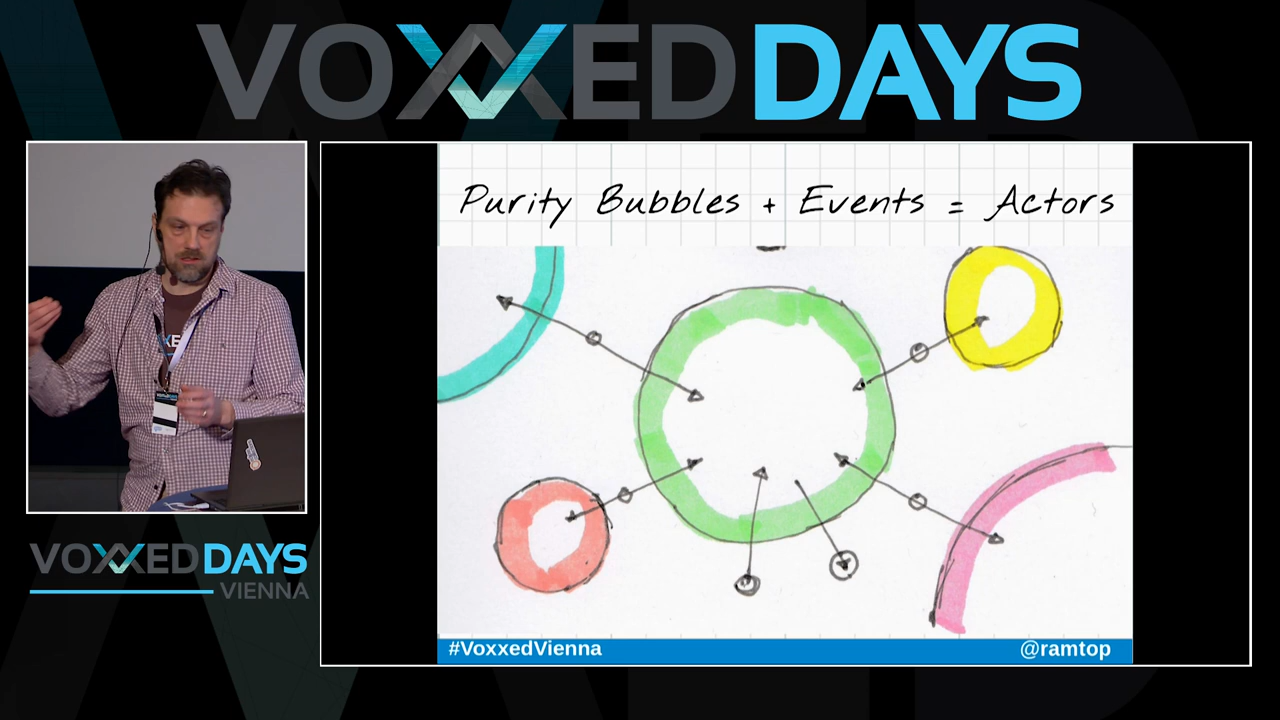 VOXXED DAYS
Purity Bubbles + Events = Actors
VOXXED DAYS
VIENNA
#VoxxedVienna
@ramtop